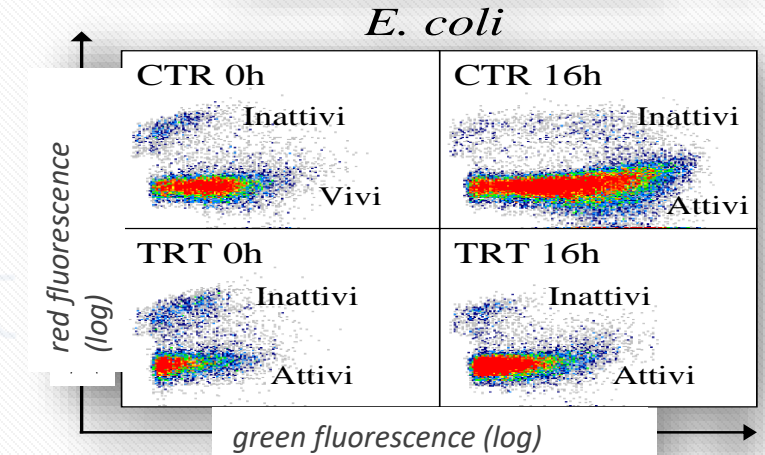 E. coli
CTR 0h
Inattivi
Vivi
CTR 16h
Inattivi
Attivi
TRT 0h
Inattivi
Attivi
TRT 16h
Inattivi
Attivi
red fluorescence
(log)
green fluorescence (log)